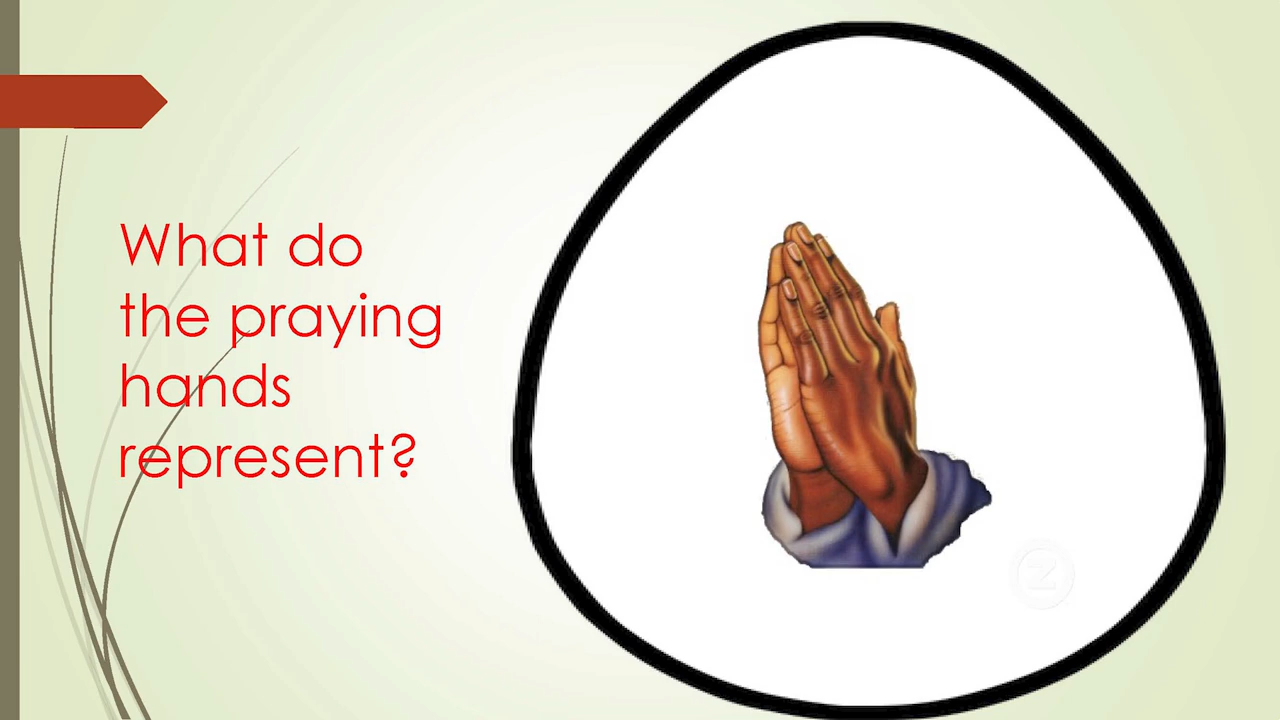 What do
the praying
hands
represent?
Z